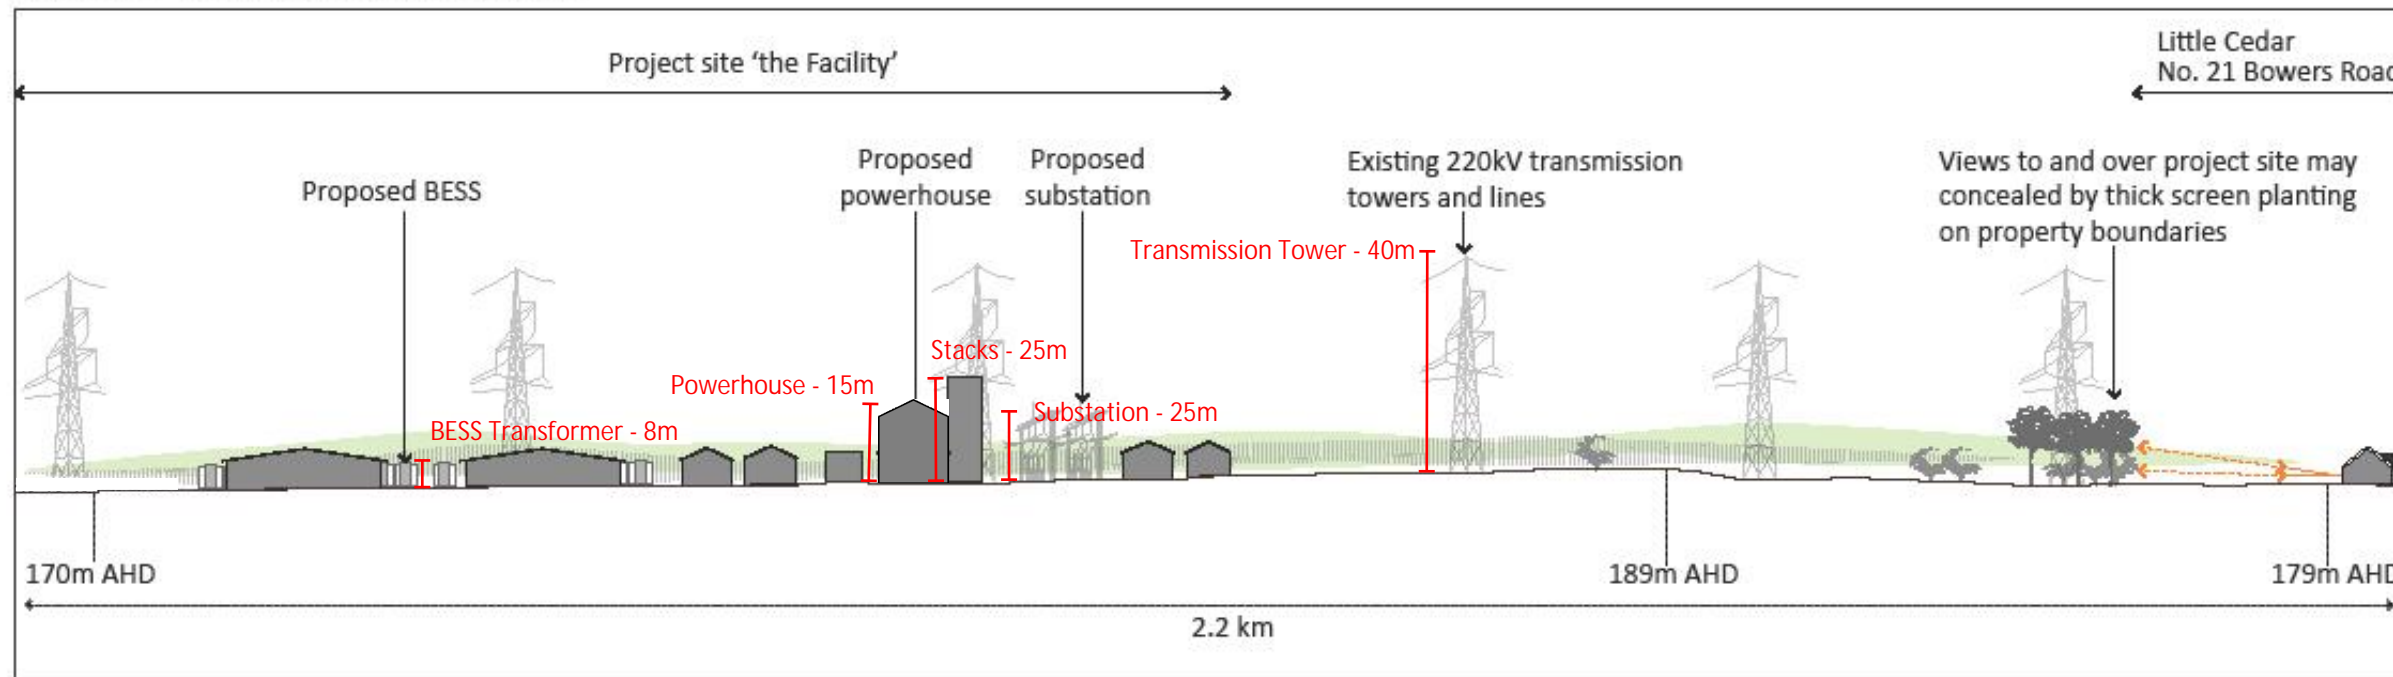 Project site ‘the Facility’
Little Cedar
No. 21 Bowers Road
Proposed BESS
Proposed
powerhouse
Proposed
substation
Existing 220kV transmission
towers and lines
Views to and over project site may
concealed by thick screen planting
on property boundaries
Transmission Tower - 40m
Stacks - 25m
Powerhouse - 15m
Substation - 25m
BESS Transformer - 8m
170m AHD
189m AHD
179m AHD
2.2 km